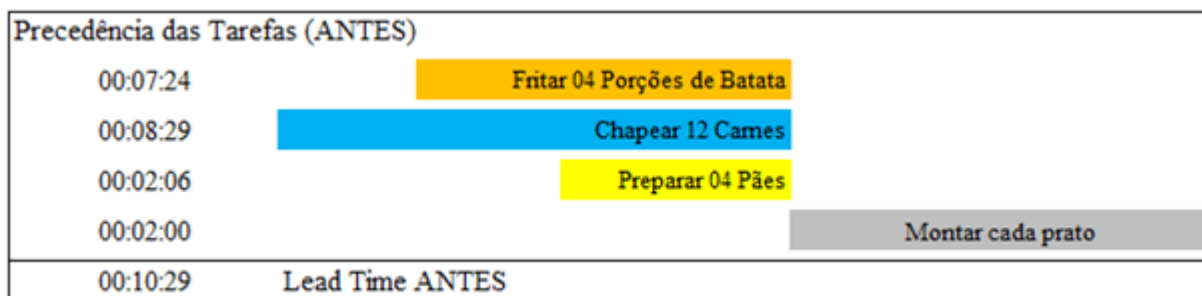 Precedência das Tarefas (ANTES)
00:07:24 Fritar 04 Porções de Batata
00:08:29 Chapear 12 Carnes
00:02:06 Preparar 04 Pães
00:02:00 Montar cada prato
00:10:29 Lead Time ANTES